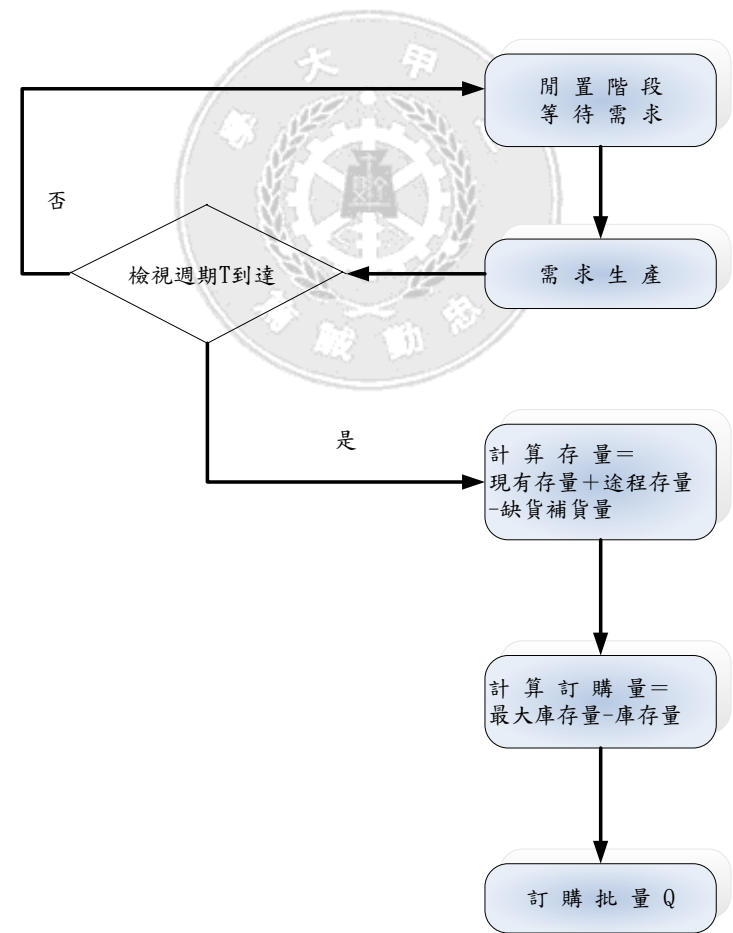 閒置階段
等待需求
需求生產
否
檢視週期T到達
是
計算存量＝
現有存量＋途程存量
-缺貨補貨量
計算訂購量＝
最大庫存量-庫存量
訂購批量Q